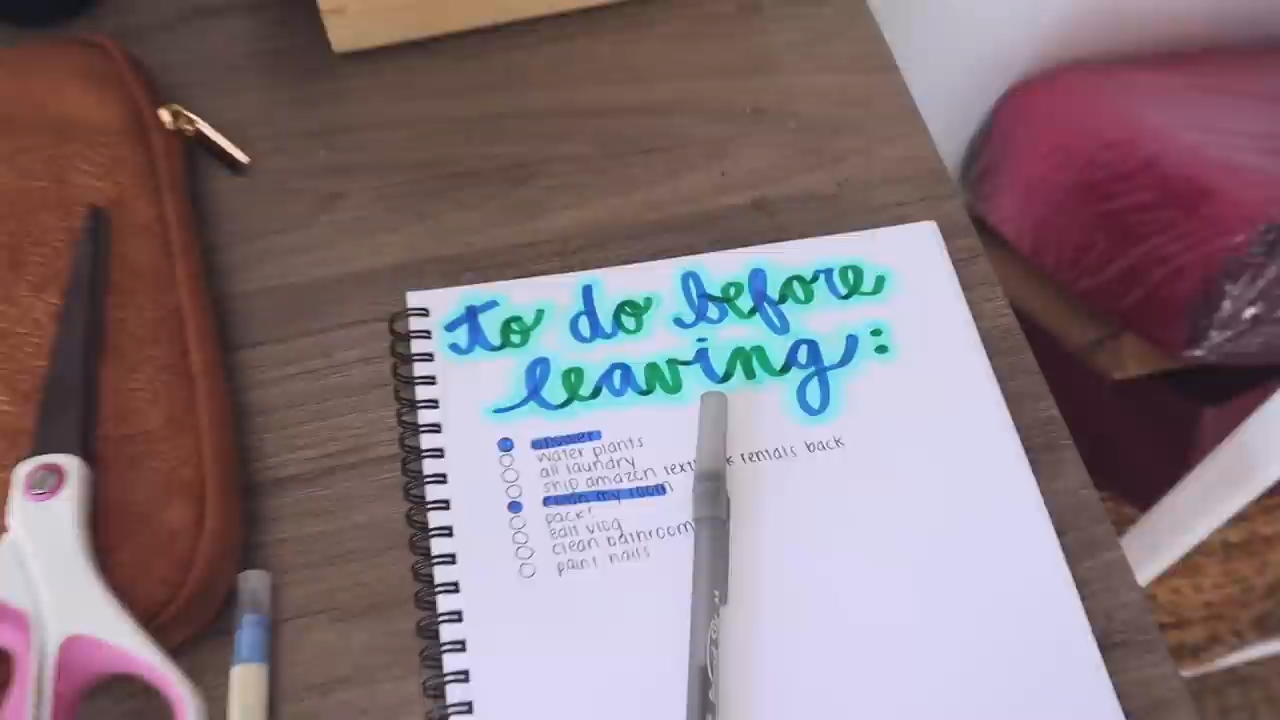 to do before
leaving:
shower
water plants
all laundry
ship amazon rentals back
clean my room
pack!
edit vlog
clean bathroom
paint nails